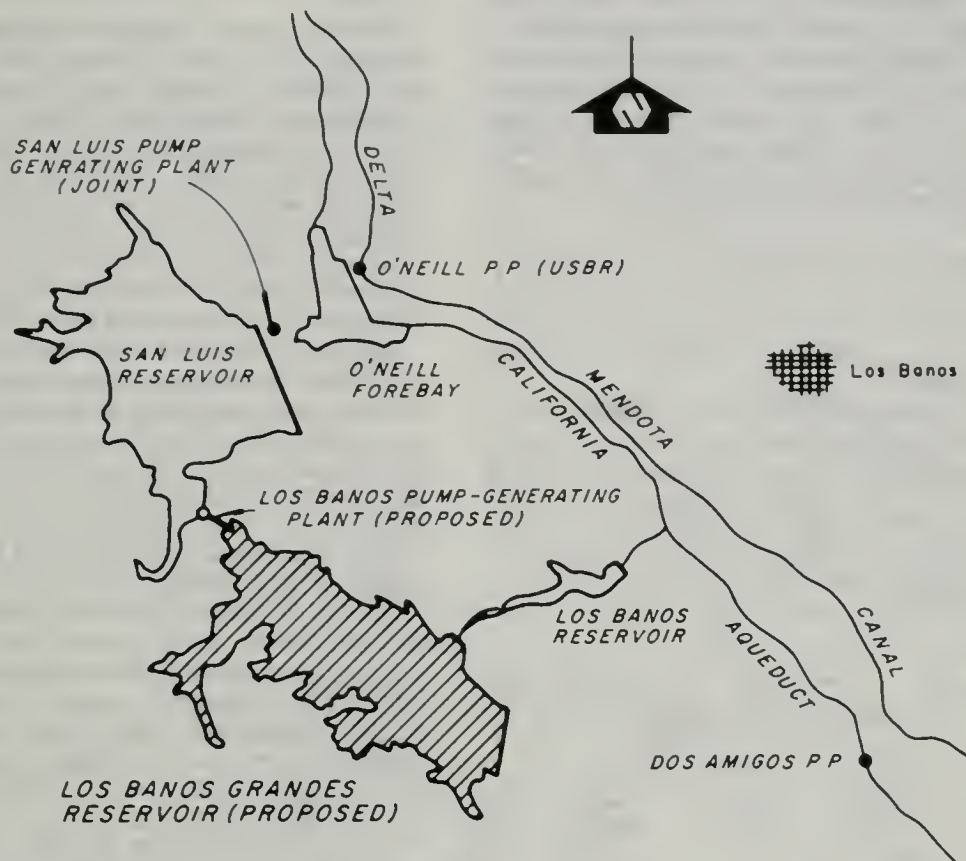 N
SAN LUIS PUMP
GENRATING PLANT
(JOINT)
DELTA
O'NEILL P P (USBR)
SAN LUIS
RESERVOIR
O'NEILL
FOREBAY
CALIFORNIA
MENDOTA
Los Banos
LOS BANOS PUMP-GENERATING
PLANT (PROPOSED)
LOS BANOS
RESERVOIR
AQUEDUCT
CANAL
DOS AMIGOS P P
LOS BANOS GRANDES
RESERVOIR (PROPOSED)